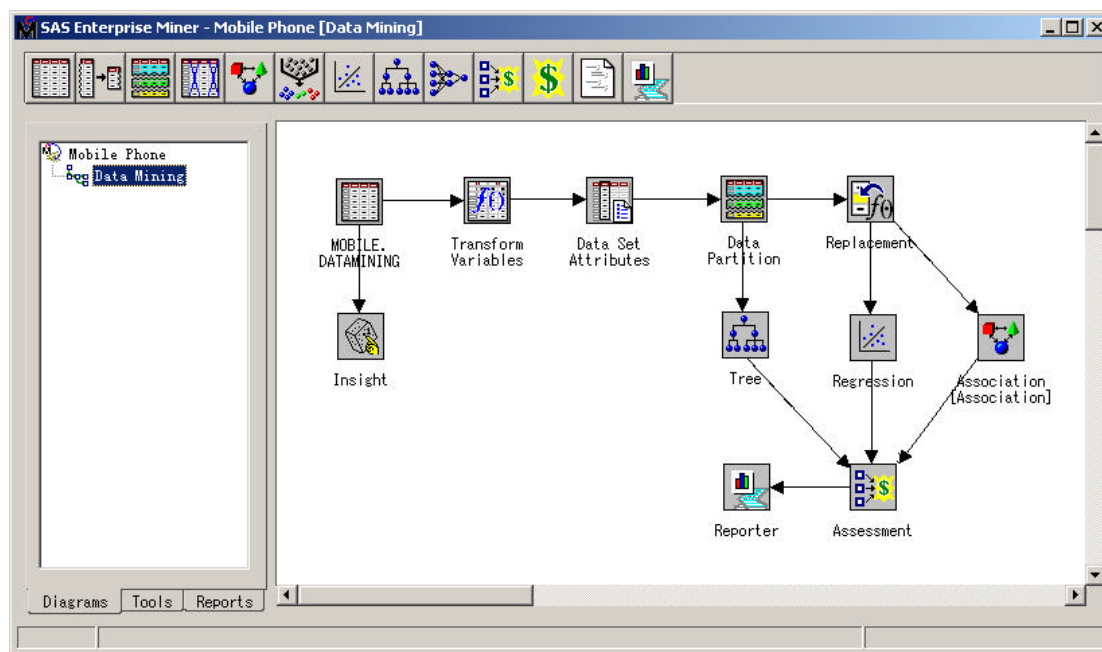 SAS Enterprise Miner - Mobile Phone [Data Mining]
Mobile Phone
Data Mining
MOBILE.
DATAMINING
Transform
Variables
Data Set
Attributes
Data
Partition
Replacement
Insight
Tree
Regression
Association
[Association]
Reporter
Assessment
Diagrams Tools Reports